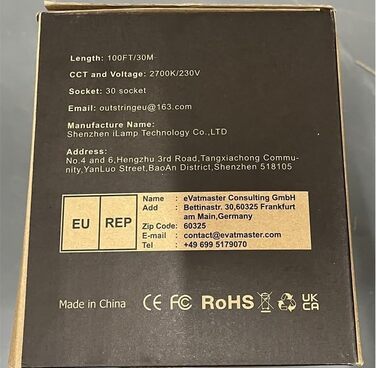 Length: 100FT/30M
CCT and Voltage: 2700K/230V
Socket: 30 socket
Email: outstringeu@163.com
Manufacture Name:
Shenzhen iLamp Technology Co.,LTD
Address:
No.4 and 6,Hengzhu 3rd Road,Tangxiachong Commu-
nity,YanLuo Street,BaoAn District,Shenzhen 518105
EU REP
Name : eVatmaster Consulting GmbH
Add : Bettinastr. 30,60325 Frankfurt
am Main,Germany
Zip Code: 60325
E-mail : contact@evatmaster.com
Tel : +49 699 5179070
Made in China CE FC RoHS UK
CA